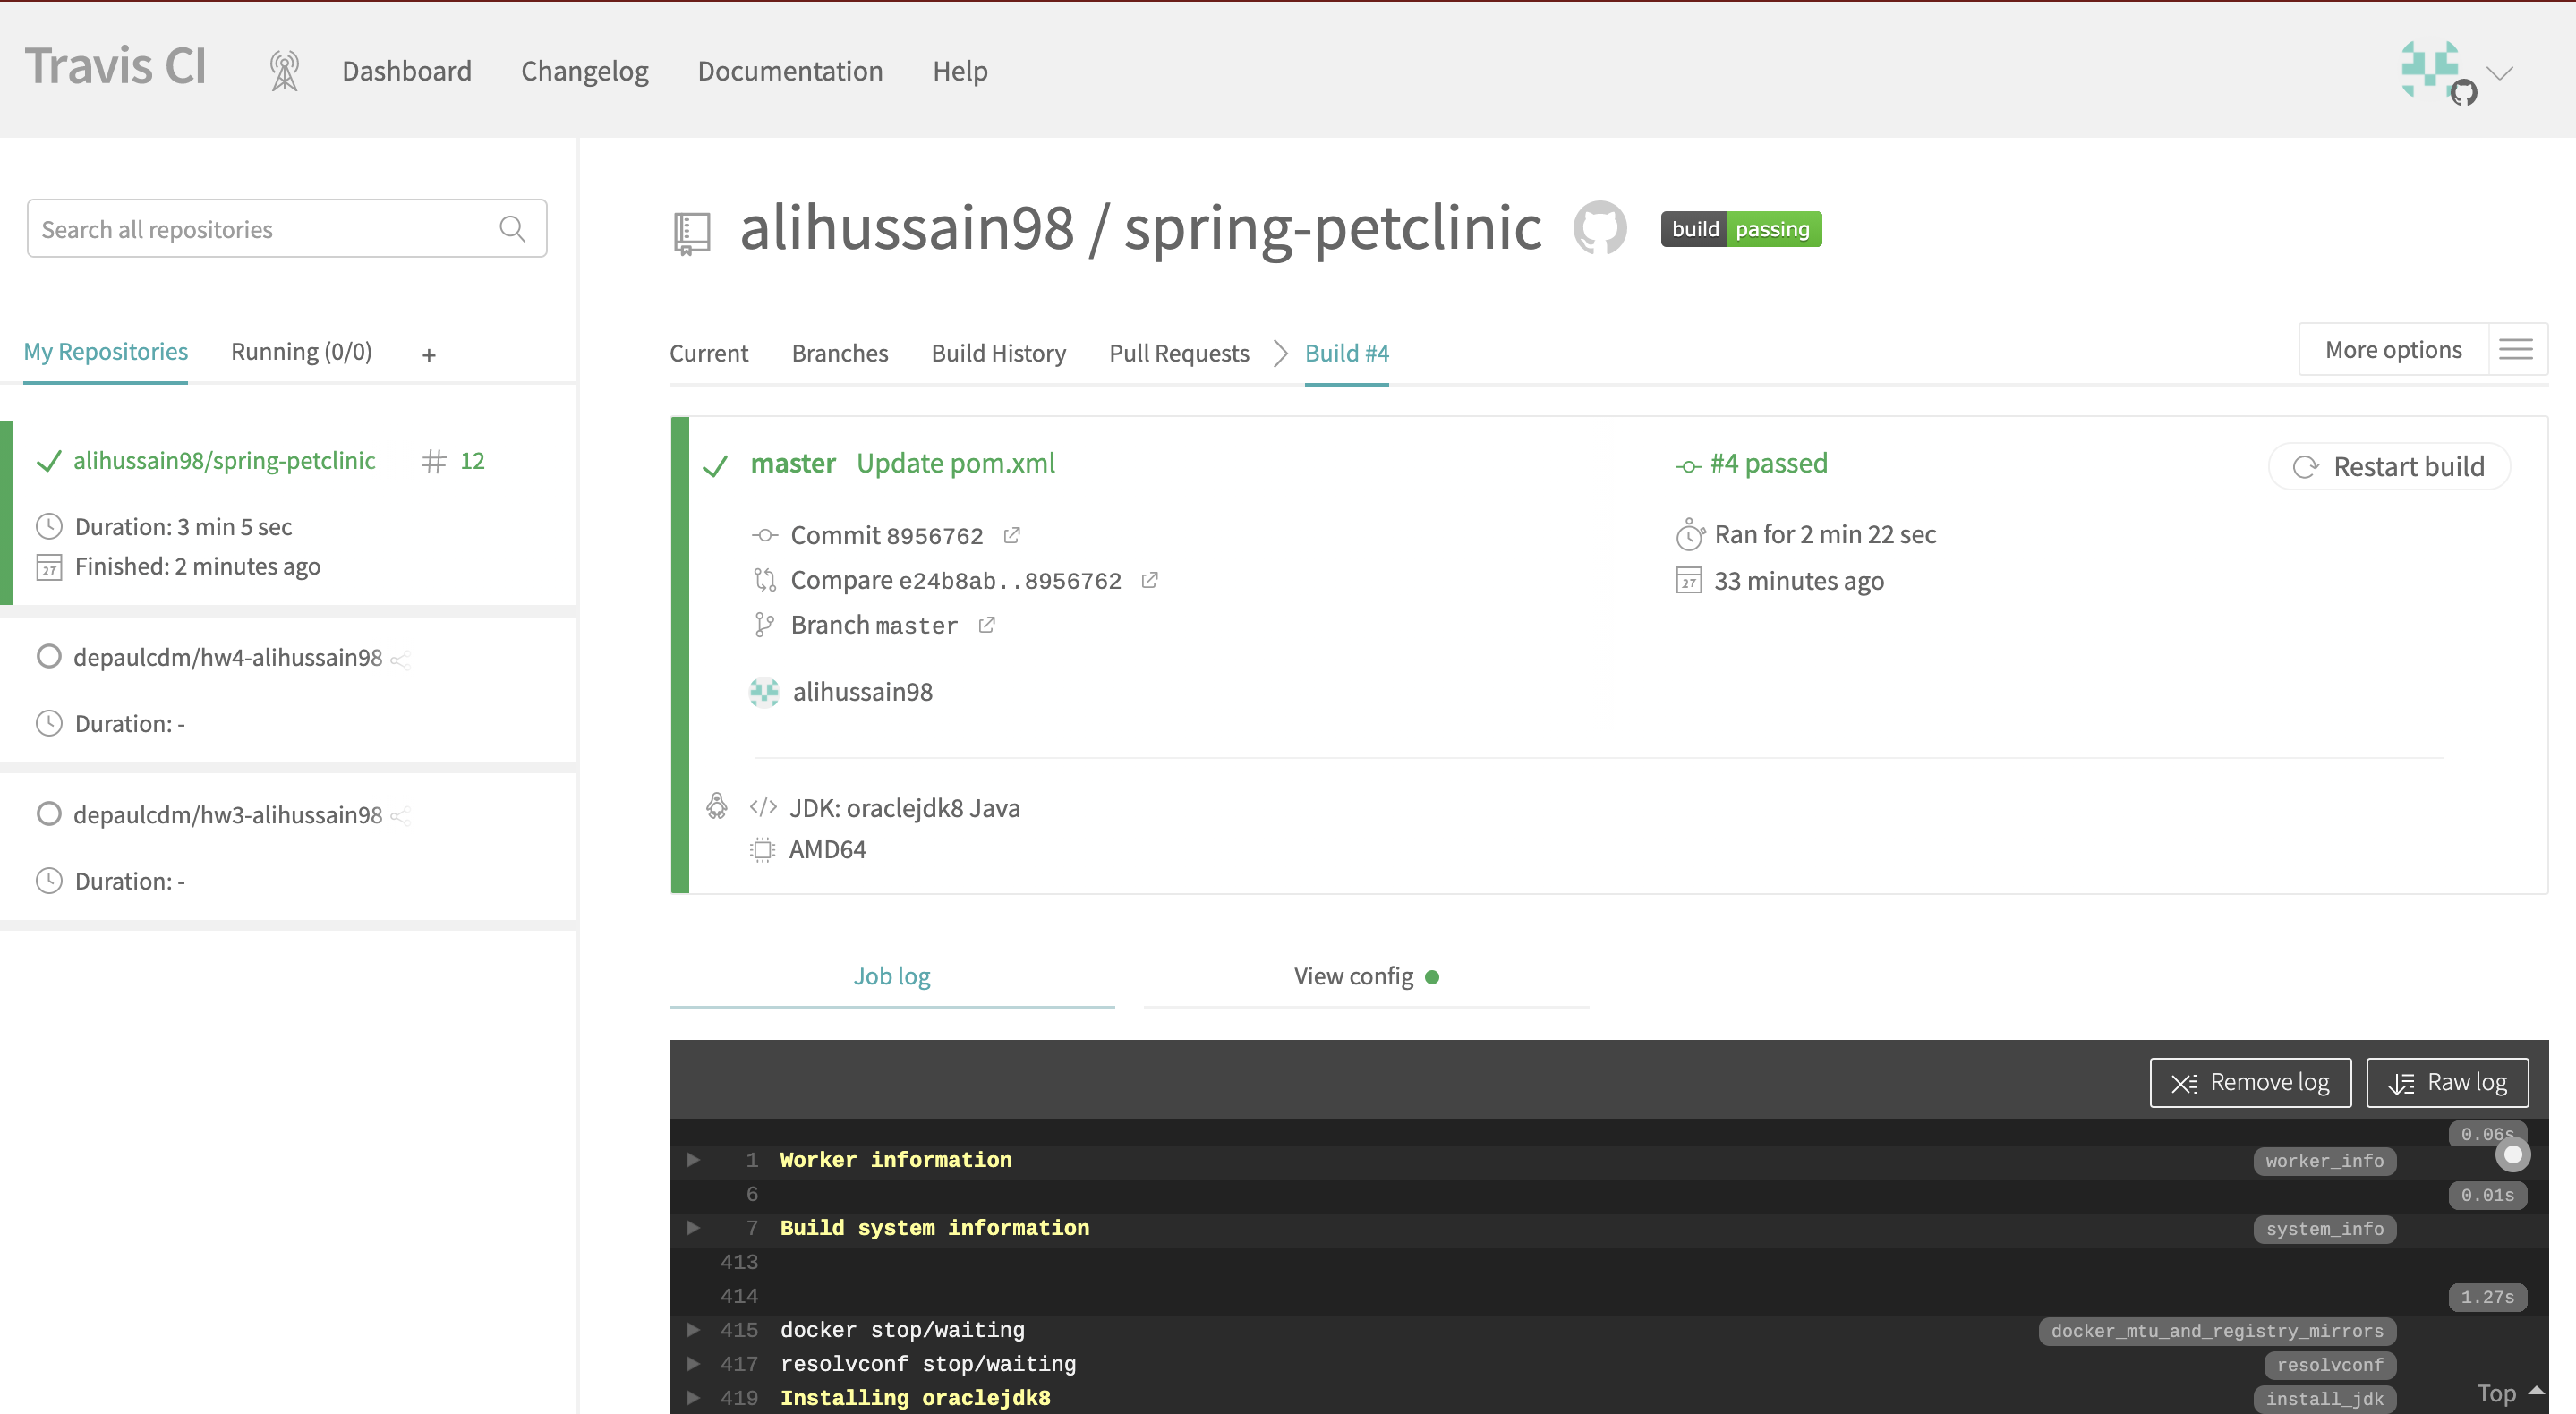 Travis CI
Dashboard
Changelog
Documentation
Help
Search all repositories
My Repositories
Running (0/0)
+
alihussain98/spring-petclinic
# 12
Duration: 3 min 5 sec
27
Finished: 2 minutes ago
depaulcdm/hw4-alihussain98
Duration: -
depaulcdm/hw3-alihussain98
Duration: -
alihussain98 / spring-petclinic
build passing
Current
Branches
Build History
Pull Requests
Build #4
More options
master Update pom.xml
#4 passed
Restart build
Commit 8956762
Ran for 2 min 22 sec
Compare e24b8ab..8956762
27
33 minutes ago
Branch master
alihussain98
</> JDK: oraclejdk8 Java
AMD64
Job log
View config
Remove log
Raw log
0.06s
1 Worker information worker_info
6 0.01s
7 Build system information system_info
413
414 1.27s
415 docker stop/waiting docker_mtu_and_registry_mirrors
417 resolvconf stop/waiting resolvconf
419 Installing oraclejdk8 install_jdk
Top